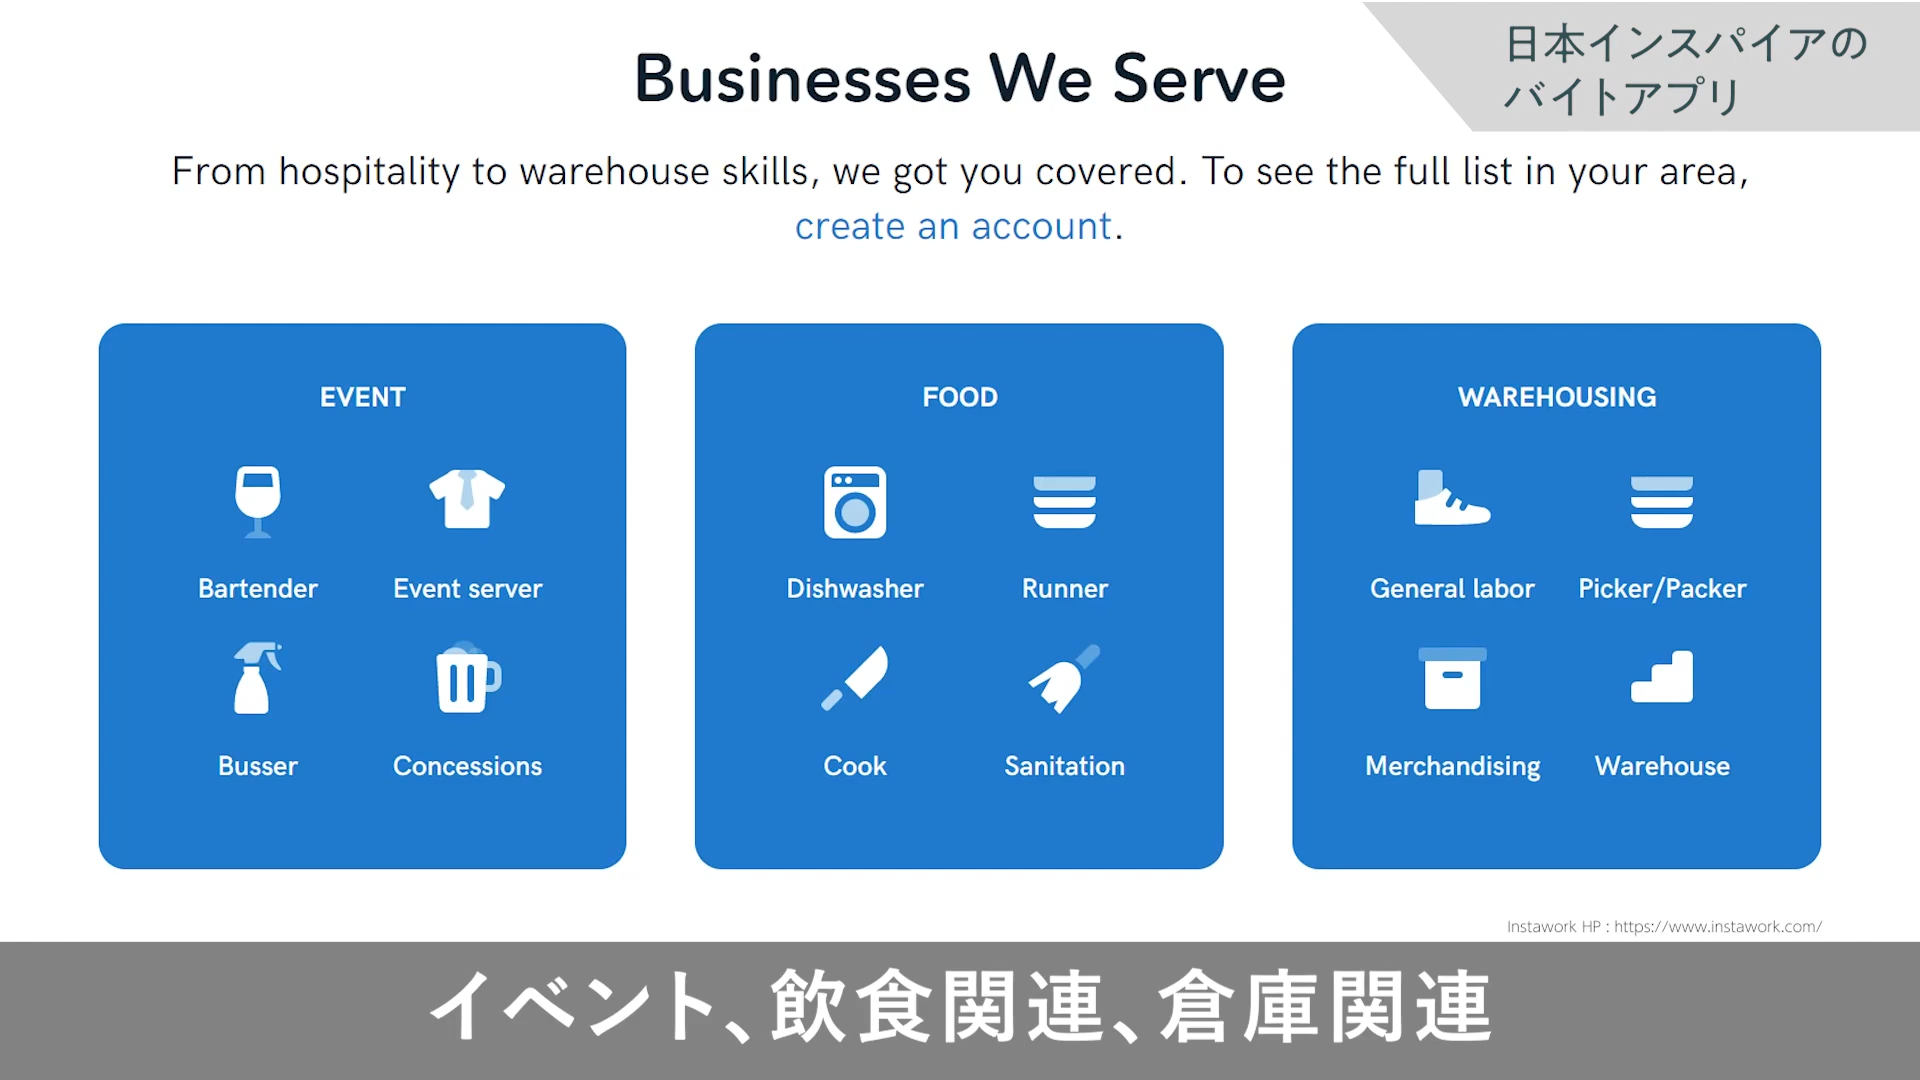 日本インスパイアの
バイトアプリ
Businesses We Serve
From hospitality to warehouse skills, we got you covered. To see the full list in your area,
create an account.
EVENT
Bartender
Event server
Busser
Concessions
FOOD
Dishwasher
Runner
Cook
Sanitation
WAREHOUSING
General labor
Picker/Packer
Merchandising
Warehouse
Instawork HP : https://www.instawork.com/
イベント、飲食関連、倉庫関連